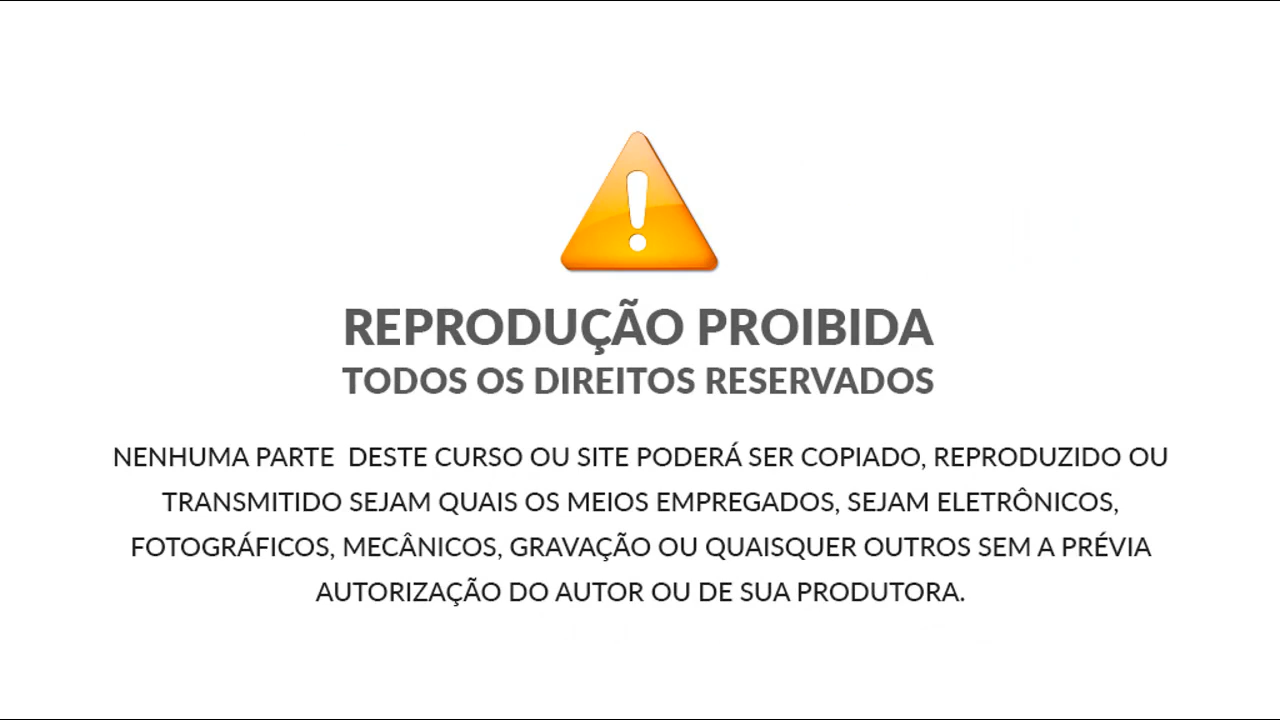 REPRODUÇÃO PROIBIDA
TODOS OS DIREITOS RESERVADOS
NENHUMA PARTE DESTE CURSO OU SITE PODERÁ SER COPIADO, REPRODUZIDO OU
TRANSMITIDO SEJAM QUAIS OS MEIOS EMPREGADOS, SEJAM ELETRÔNICOS,
FOTOGRÁFICOS, MECÂNICOS, GRAVAÇÃO OU QUAISQUER OUTROS SEM A PRÉVIA
AUTORIZAÇÃO DO AUTOR OU DE SUA PRODUTORA.